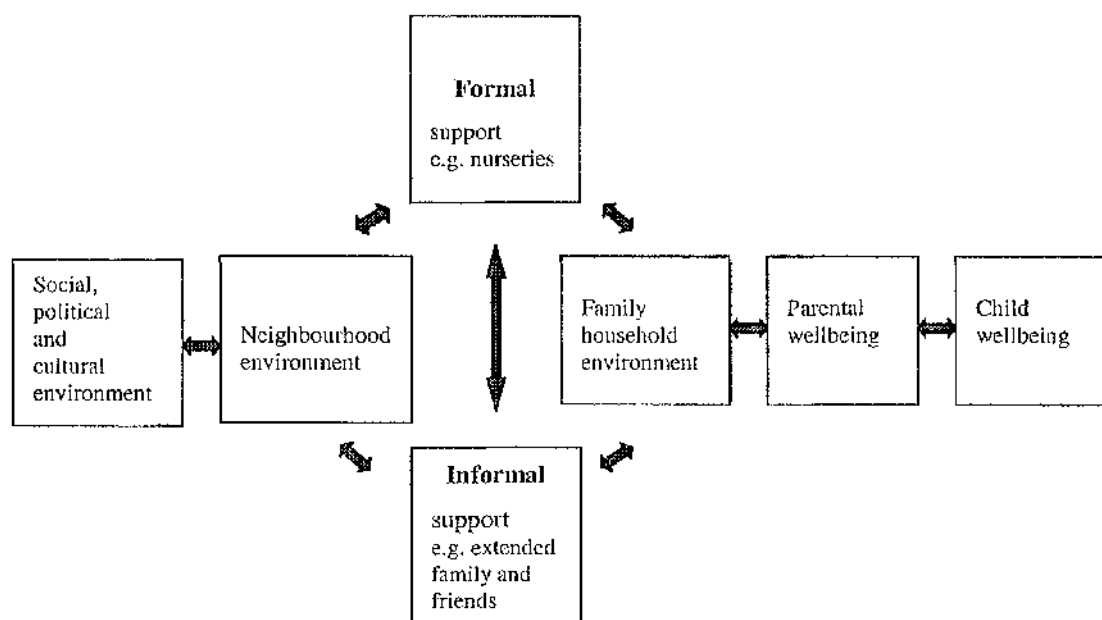 Formal
support
e.g. nurseries
Social,
political
and
cultural
environment
Neighbourhood
environment
Family
household
environment
Parental
wellbeing
Child
wellbeing
Informal
support
e.g. extended
family and
friends